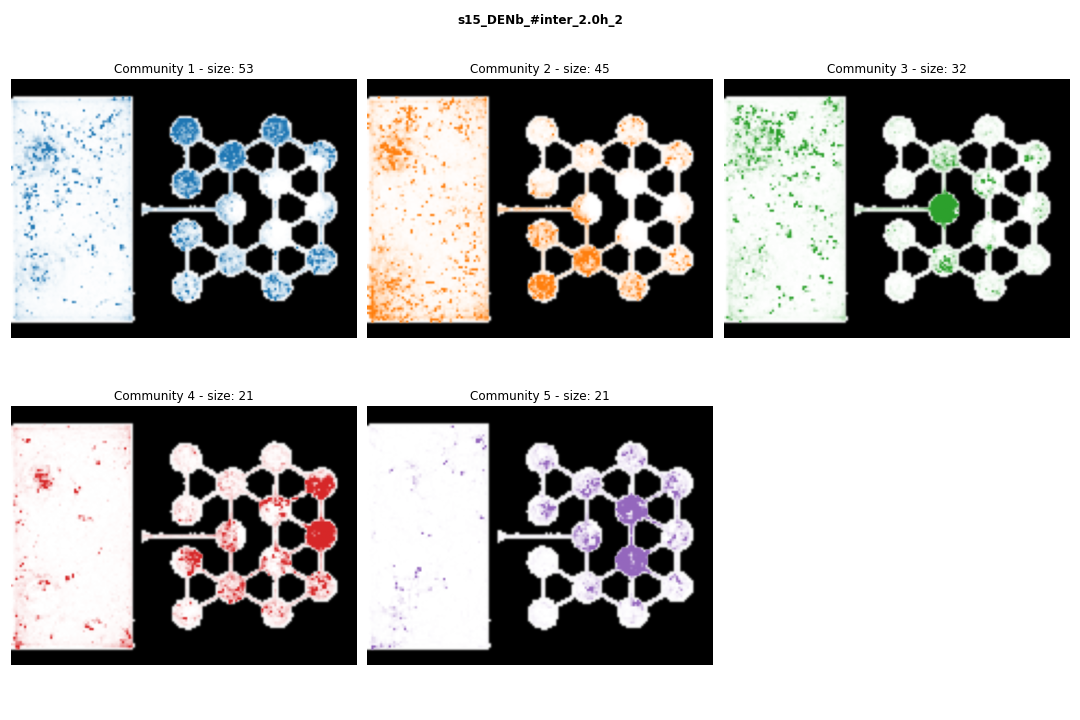 s15_DENb_#inter_2.0h_2
Community 1 - size: 53
Community 2 - size: 45
Community 3 - size: 32
Community 4 - size: 21
Community 5 - size: 21